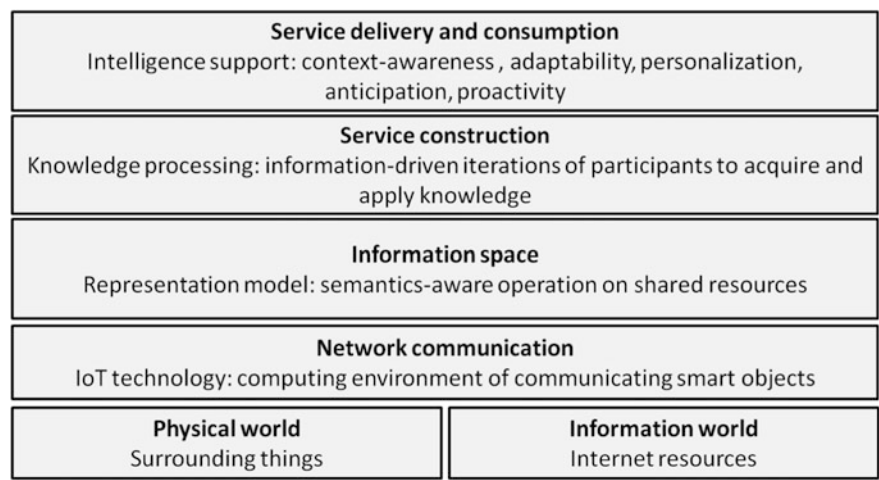 Service delivery and consumption
Intelligence support: context-awareness , adaptability, personalization,
anticipation, proactivity
Service construction
Knowledge processing: information-driven iterations of participants to acquire and
apply knowledge
Information space
Representation model: semantics-aware operation on shared resources
Network communication
IoT technology: computing environment of communicating smart objects
Physical world
Surrounding things
Information world
Internet resources